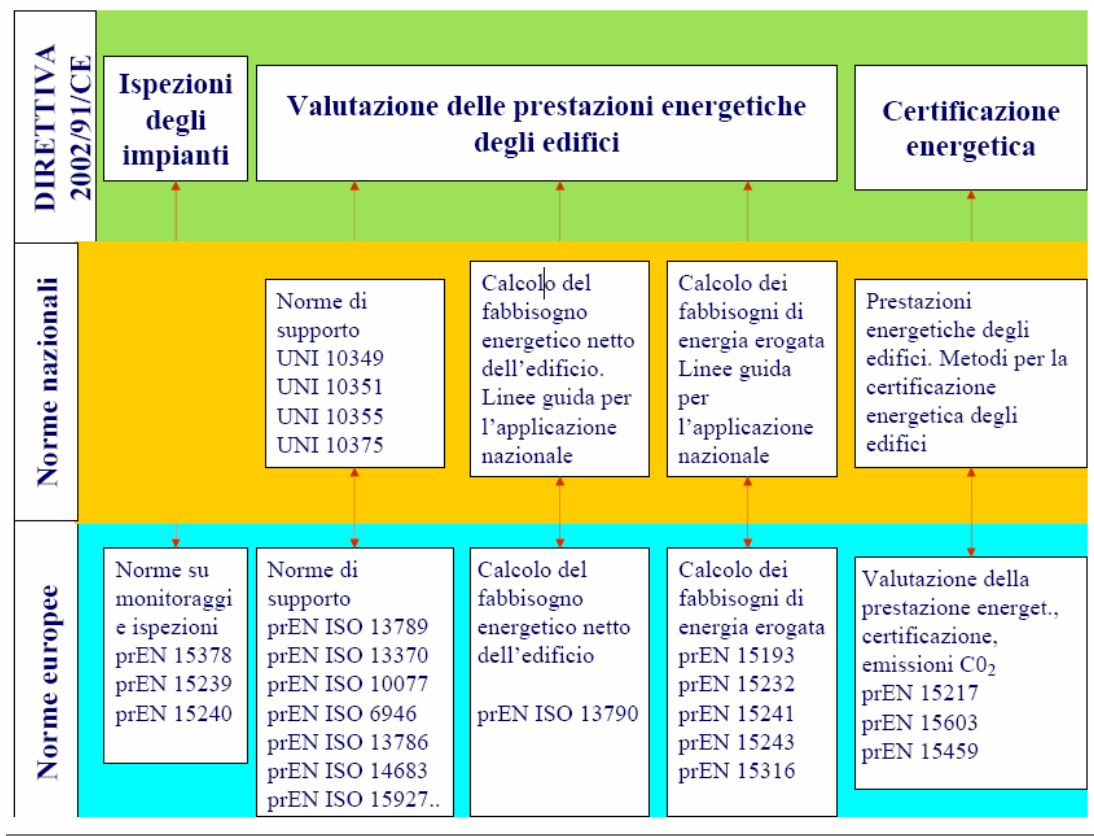 DIRETTIVA
2002/91/CE
Ispezioni
degli
impianti
Valutazione delle prestazioni energetiche
degli edifici
Certificazione
energetica
Norme nazionali
Norme di
supporto
UNI 10349
UNI 10351
UNI 10355
UNI 10375
Calcolo del
fabbisogno
energetico netto
dell’edificio.
Linee guida per
l’applicazione
nazionale
Calcolo dei
fabbisogni di
energia erogata
Linee guida
per
l’applicazione
nazionale
Prestazioni
energetiche degli
edifici. Metodi per la
certificazione
energetica degli
edifici
Norme europee
Norme su
monitoraggi
e ispezioni
prEN 15378
prEN 15239
prEN 15240
Norme di
supporto
prEN ISO 13789
prEN ISO 13370
prEN ISO 10077
prEN ISO 6946
prEN ISO 13786
prEN ISO 14683
prEN ISO 15927..
Calcolo del
fabbisogno
energetico netto
dell’edificio
prEN ISO 13790
Calcolo dei
fabbisogni di
energia erogata
prEN 15193
prEN 15232
prEN 15241
prEN 15243
prEN 15316
Valutazione della
prestazione energet.,
certificazione,
emissioni C0₂
prEN 15217
prEN 15603
prEN 15459